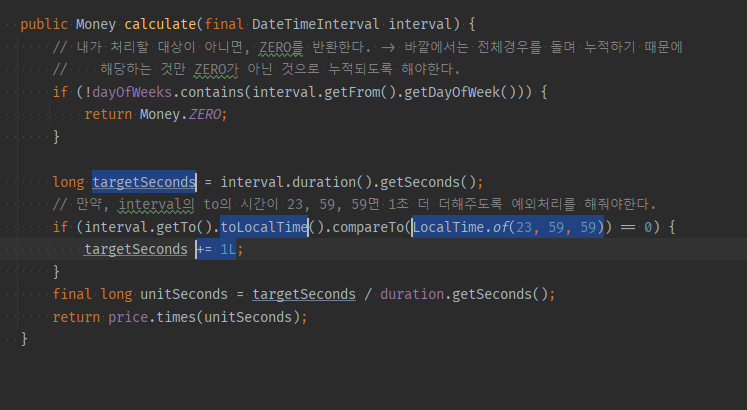 public Money calculate(final DateTimeInterval interval) {
    // 내가 처리할 대상이 아니면, ZERO를 반환한다. → 바깥에서는 전체경우를 돌며 누적하기 때문에
    //    해당하는 것만 ZERO가 아닌 것으로 누적되도록 해야한다.
    if (!dayOfWeeks.contains(interval.getFrom().getDayOfWeek())) {
        return Money.ZERO;
    }

    long targetSeconds = interval.duration().getSeconds();
    // 만약, interval의 to의 시간이 23, 59, 59면 1초 더 더해주도록 예외처리를 해줘야한다.
    if (interval.getTo().toLocalTime().compareTo(LocalTime.of(23, 59, 59)) == 0) {
        targetSeconds += 1L;
    }
    final long unitSeconds = targetSeconds / duration.getSeconds();
    return price.times(unitSeconds);
}